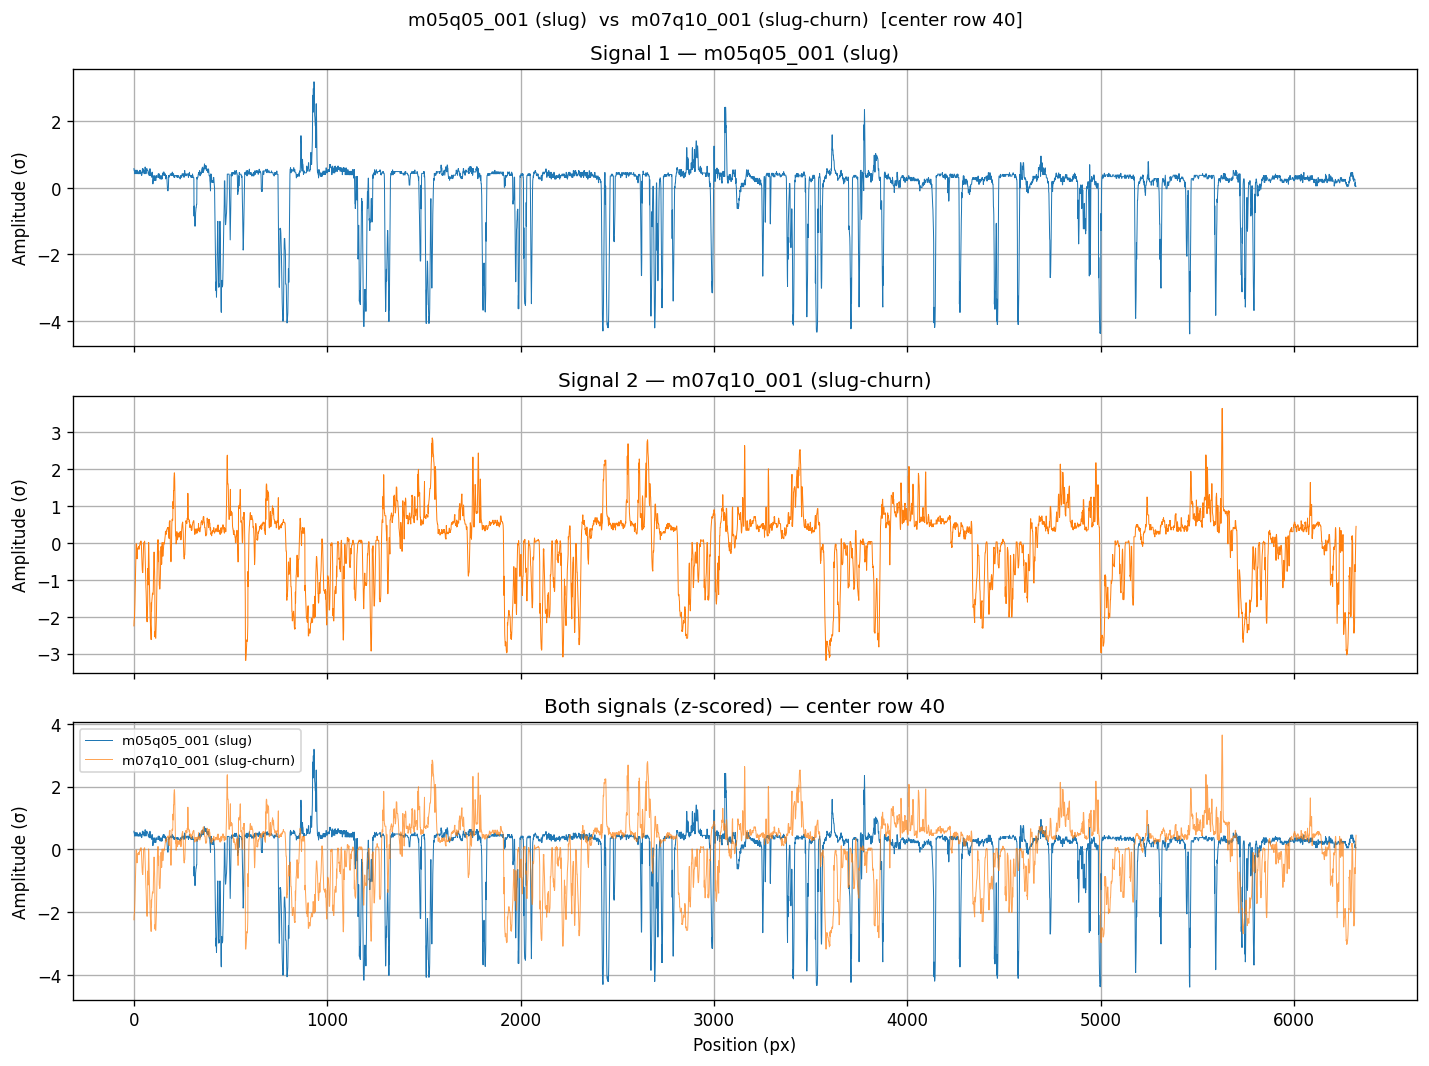 m05q05_001 (slug)  vs  m07q10_001 (slug-churn)  [center row 40]
Signal 1 — m05q05_001 (slug)
Amplitude (σ)
2
0
−2
−4
Signal 2 — m07q10_001 (slug-churn)
Amplitude (σ)
3
2
1
0
−1
−2
−3
Both signals (z-scored) — center row 40
Amplitude (σ)
4
2
0
−2
−4
m05q05_001 (slug)
m07q10_001 (slug-churn)
0 1000 2000 3000 4000 5000 6000
Position (px)